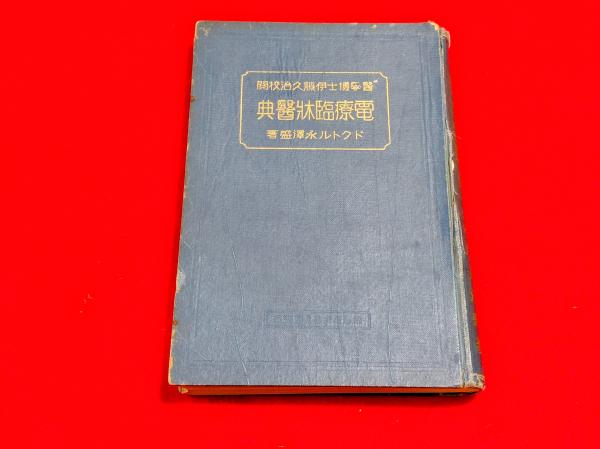 醫學博士伊藤久治校閲
電療臨牀醫典
ドクトル永澤盛著